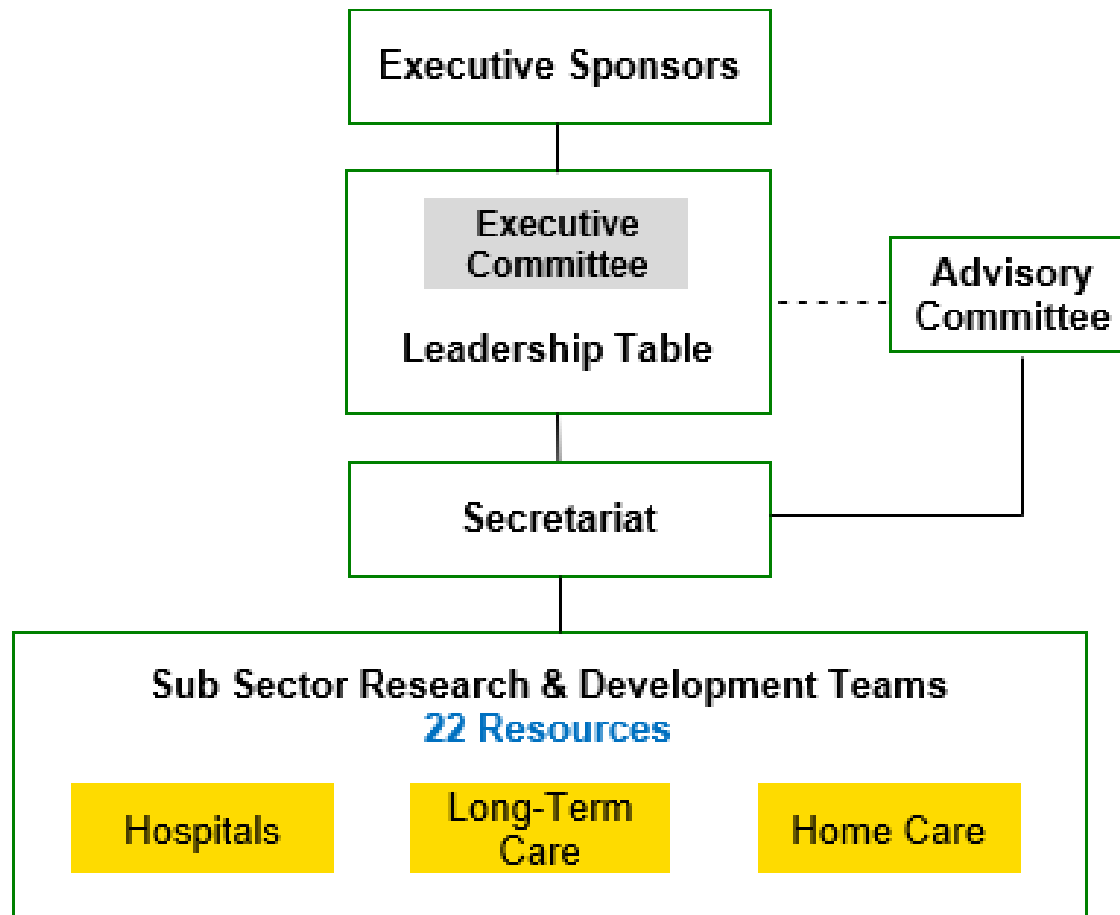 Executive Sponsors
Executive
Committee
Leadership Table
Advisory
Committee
Secretariat
Sub Sector Research & Development Teams
22 Resources
Hospitals
Long-Term
Care
Home Care